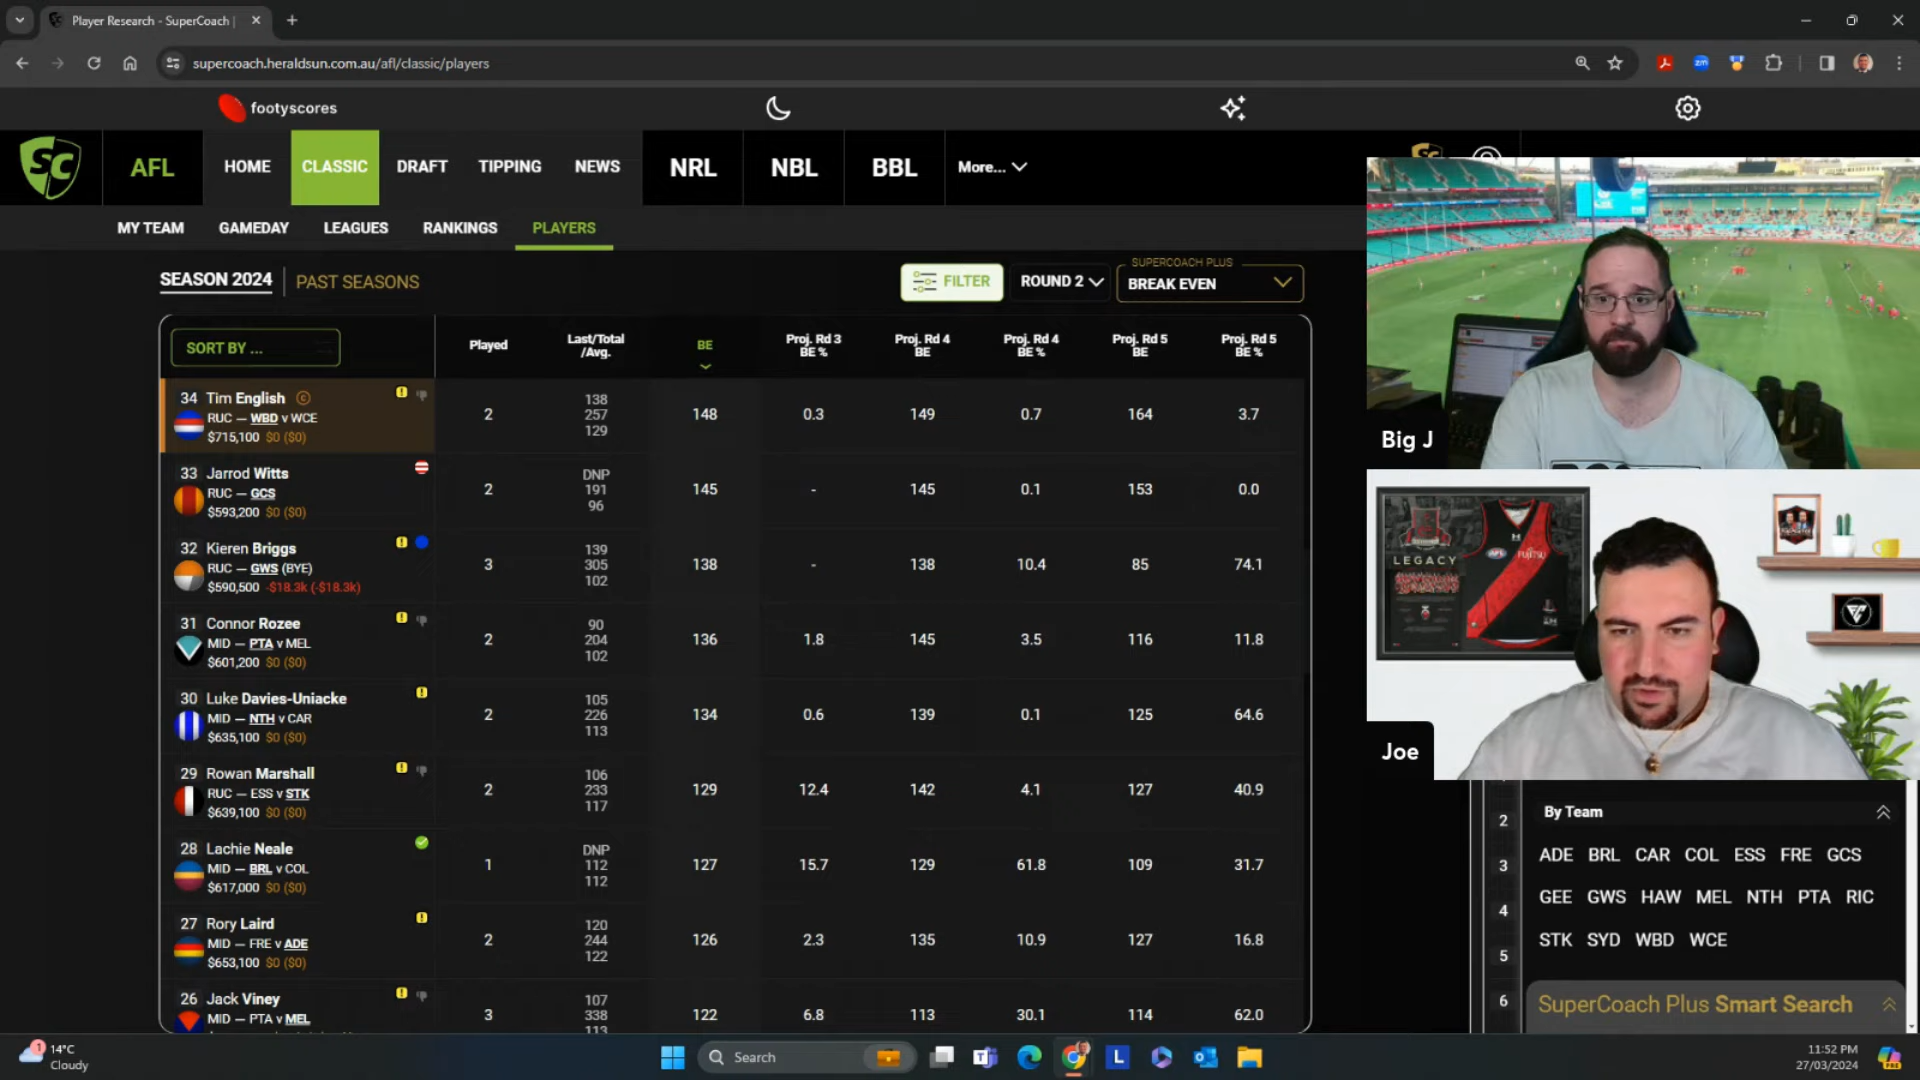 Player Research - SuperCoach |
supercoach.heraldsun.com.au/afl/classic/players
footyscores
SC AFL HOME CLASSIC DRAFT TIPPING NEWS NRL NBL BBL More...
MY TEAM GAMEDAY LEAGUES RANKINGS PLAYERS
SEASON 2024 PAST SEASONS
FILTER ROUND 2
SUPERCOACH PLUS
BREAK EVEN
SORT BY ...
Played
Last/Total
/Avg.
BE
Proj. Rd 3
BE %
Proj. Rd 4
BE
Proj. Rd 4
BE %
Proj. Rd 5
BE
Proj. Rd 5
BE %
34 Tim English
RUC — WBD v WCE
$715,100 $0 ($0)
2
138
257
129
148 0.3 149 0.7 164 3.7
33 Jarrod Witts
RUC — GCS
$593,200 $0 ($0)
2
DNP
191
96
145 - 145 0.1 153 0.0
32 Kieren Briggs
RUC — GWS (BYE)
$590,500 -$18.3k (-$18.3k)
3
139
305
102
138 - 138 10.4 85 74.1
31 Connor Rozee
MID — PTA v MEL
$601,200 $0 ($0)
2
90
204
102
136 1.8 145 3.5 116 11.8
30 Luke Davies-Uniacke
MID — NTH v CAR
$635,100 $0 ($0)
2
105
226
113
134 0.6 139 0.1 125 64.6
29 Rowan Marshall
RUC — ESS v STK
$639,100 $0 ($0)
2
106
233
117
129 12.4 142 4.1 127 40.9
28 Lachie Neale
MID — BRL v COL
$617,000 $0 ($0)
1
DNP
112
112
127 15.7 129 61.8 109 31.7
27 Rory Laird
MID — FRE v ADE
$653,100 $0 ($0)
2
120
244
122
126 2.3 135 10.9 127 16.8
26 Jack Viney
MID — PTA v MEL
3
107
338
113
122 6.8 113 30.1 114 62.0
Big J
LEGACY
FUJITSU
Joe
2
3
4
5
6
By Team
ADE BRL CAR COL ESS FRE GCS
GEE GWS HAW MEL NTH PTA RIC
STK SYD WBD WCE
SuperCoach Plus Smart Search
1
14°C
Cloudy
Search
11:52 PM
27/03/2024